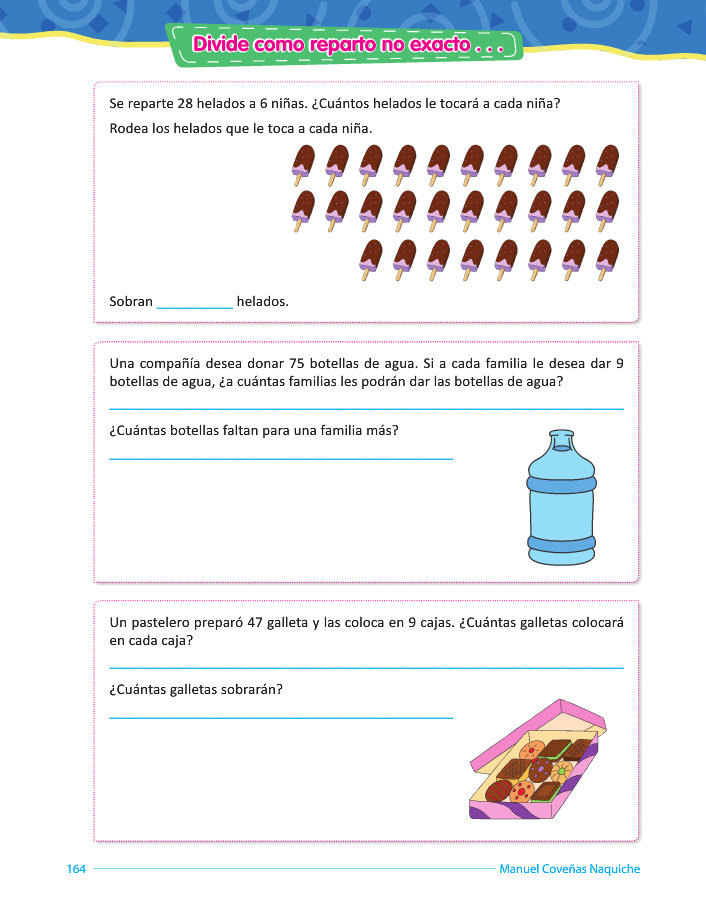 Divide como reparto no exacto . . .
Se reparte 28 helados a 6 niñas. ¿Cuántos helados le tocará a cada niña?
Rodea los helados que le toca a cada niña.
Sobran __________ helados.
Una compañía desea donar 75 botellas de agua. Si a cada familia le desea dar 9
botellas de agua, ¿a cuántas familias les podrán dar las botellas de agua?
¿Cuántas botellas faltan para una familia más?
Un pastelero preparó 47 galleta y las coloca en 9 cajas. ¿Cuántas galletas colocará
en cada caja?
¿Cuántas galletas sobrarán?
164
Manuel Coveñas Naquiche